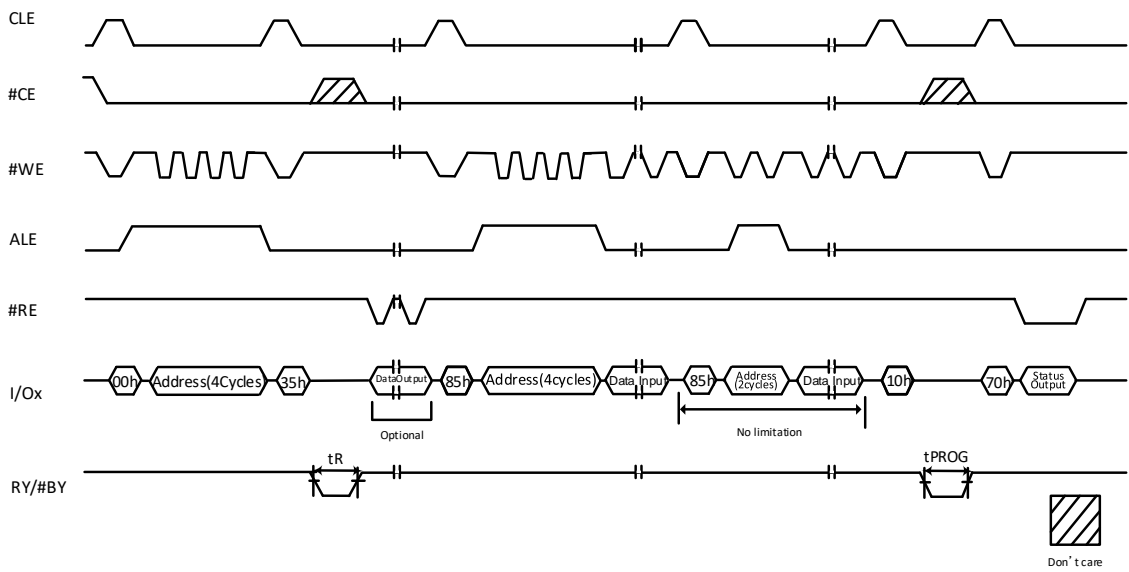 CLE
#CE
#WE
ALE
#RE
I/Ox
00h
Address(4Cycles)
35h
DataOutput
85h
Address(4cycles)
Data Input
85h
Address
(2cycles)
Data Input
10h
70h
Status
Output
Optional
No limitation
tR
tPROG
RY/#BY
Don't care